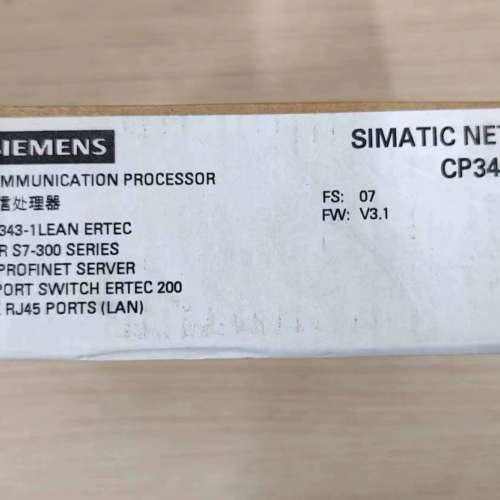 SIEMENS
SIMATIC NET
CP34
MMUNICATION PROCESSOR
信处理器
FS: 07
FW: V3.1
343-1LEAN ERTEC
R S7-300 SERIES
PROFINET SERVER
PORT SWITCH ERTEC 200
RJ45 PORTS (LAN)